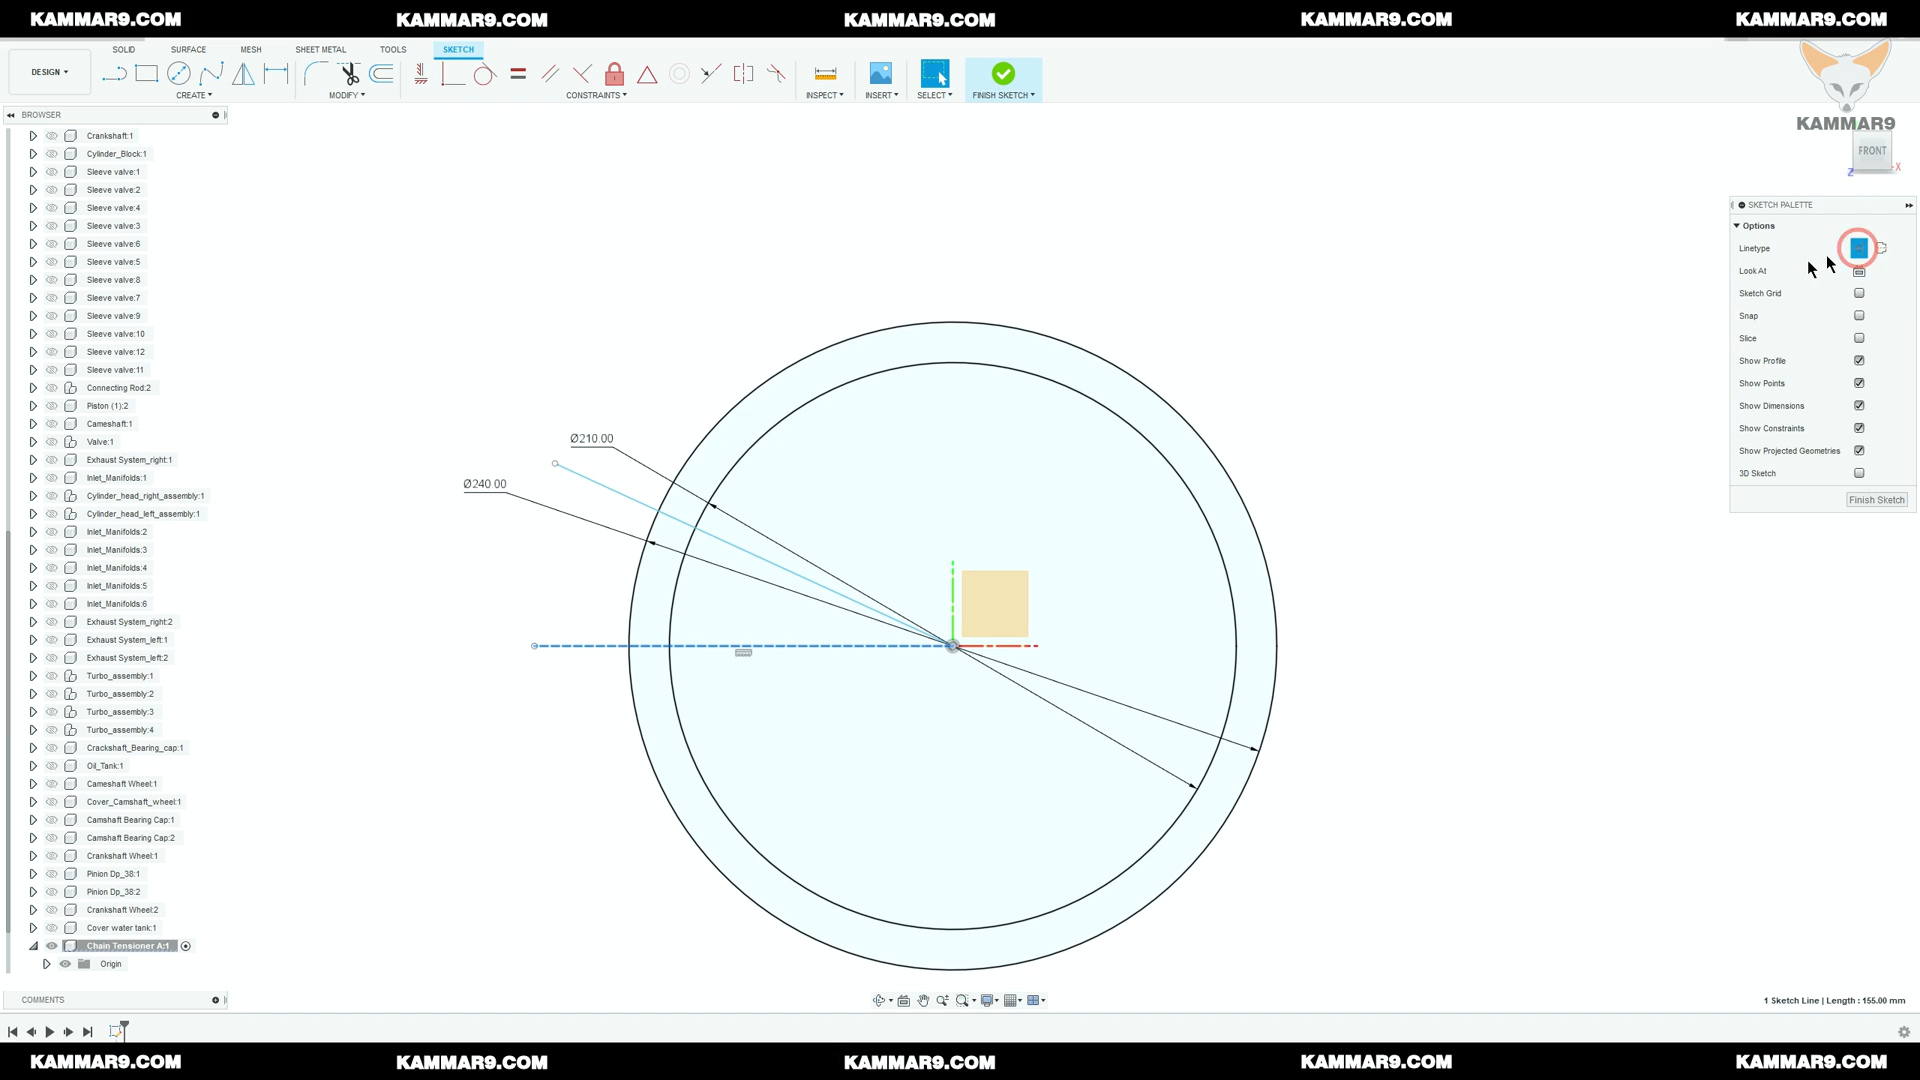 KAMMAR9.COM KAMMAR9.COM KAMMAR9.COM KAMMAR9.COM KAMMAR9.COM
SOLID SURFACE MESH SHEET METAL TOOLS SKETCH
DESIGN
CREATE MODIFY CONSTRAINTS INSPECT INSERT SELECT FINISH SKETCH
BROWSER
KAMMAR9
FRONT
X
Z
Crankshaft:1
Cylinder_Block:1
Sleeve valve:1
Sleeve valve:2
Sleeve valve:4
Sleeve valve:3
Sleeve valve:6
Sleeve valve:5
Sleeve valve:8
Sleeve valve:7
Sleeve valve:9
Sleeve valve:10
Sleeve valve:12
Sleeve valve:11
Connecting Rod:2
Piston (1):2
Cameshaft:1
Valve:1
Exhaust System_right:1
Inlet_Manifolds:1
Cylinder_head_right_assembly:1
Cylinder_head_left_assembly:1
Inlet_Manifolds:2
Inlet_Manifolds:3
Inlet_Manifolds:4
Inlet_Manifolds:5
Inlet_Manifolds:6
Exhaust System_right:2
Exhaust System_left:1
Exhaust System_left:2
Turbo_assembly:1
Turbo_assembly:2
Turbo_assembly:3
Turbo_assembly:4
Crackshaft_Bearing_cap:1
Oil_Tank:1
Cameshaft Wheel:1
Cover_Camshaft_wheel:1
Camshaft Bearing Cap:1
Camshaft Bearing Cap:2
Crankshaft Wheel:1
Pinion Dp_38:1
Pinion Dp_38:2
Crankshaft Wheel:2
Cover water tank:1
Chain Tensioner A:1
Origin
Ø210.00
Ø240.00
SKETCH PALETTE
Options
Linetype
Look At
Sketch Grid
Snap
Slice
Show Profile
Show Points
Show Dimensions
Show Constraints
Show Projected Geometries
3D Sketch
Finish Sketch
COMMENTS
1 Sketch Line | Length : 155.00 mm
KAMMAR9.COM KAMMAR9.COM KAMMAR9.COM KAMMAR9.COM KAMMAR9.COM